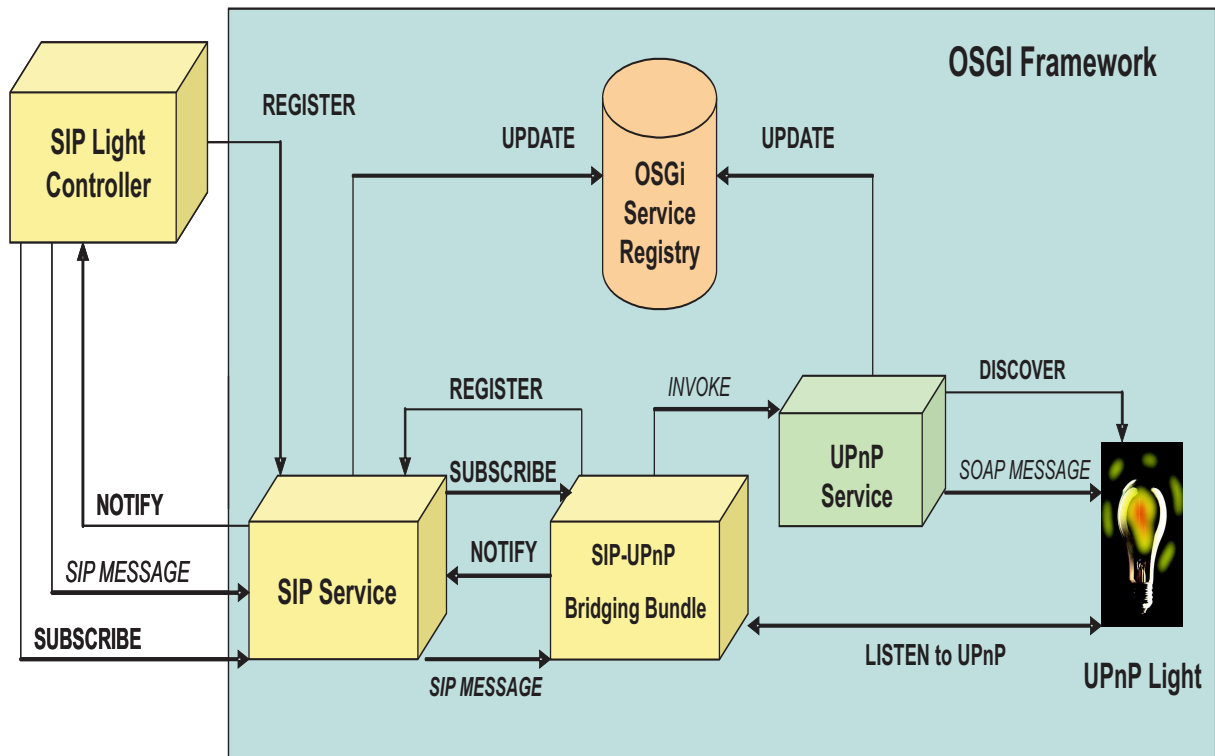 OSGI Framework
REGISTER
SIP Light
Controller
UPDATE
UPDATE
OSGi
Service
Registry
REGISTER
INVOKE
DISCOVER
UPnP
Service
SUBSCRIBE
SOAP MESSAGE
NOTIFY
NOTIFY
SIP-UPnP
Bridging Bundle
SIP MESSAGE
SIP Service
SUBSCRIBE
SIP MESSAGE
LISTEN to UPnP
UPnP Light